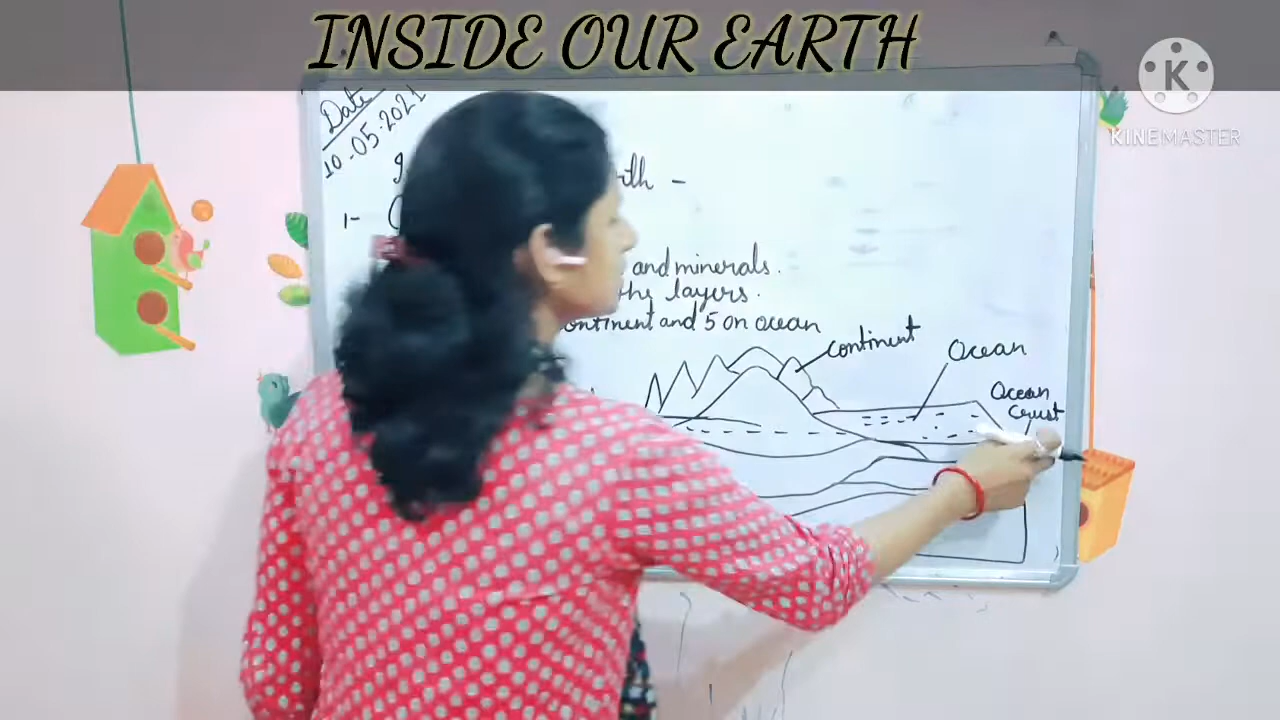 INSIDE OUR EARTH
KINEMASTER
Date
10-05-2021
1-
and minerals.
layers.
continent and 5 on ocean
continent
Ocean
Ocean
Crust